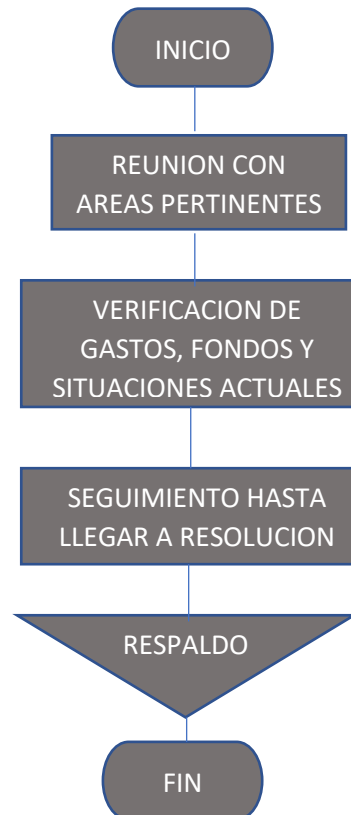 INICIO
REUNION CON
AREAS PERTINENTES
VERIFICACION DE
GASTOS, FONDOS Y
SITUACIONES ACTUALES
SEGUIMIENTO HASTA
LLEGAR A RESOLUCION
RESPALDO
FIN